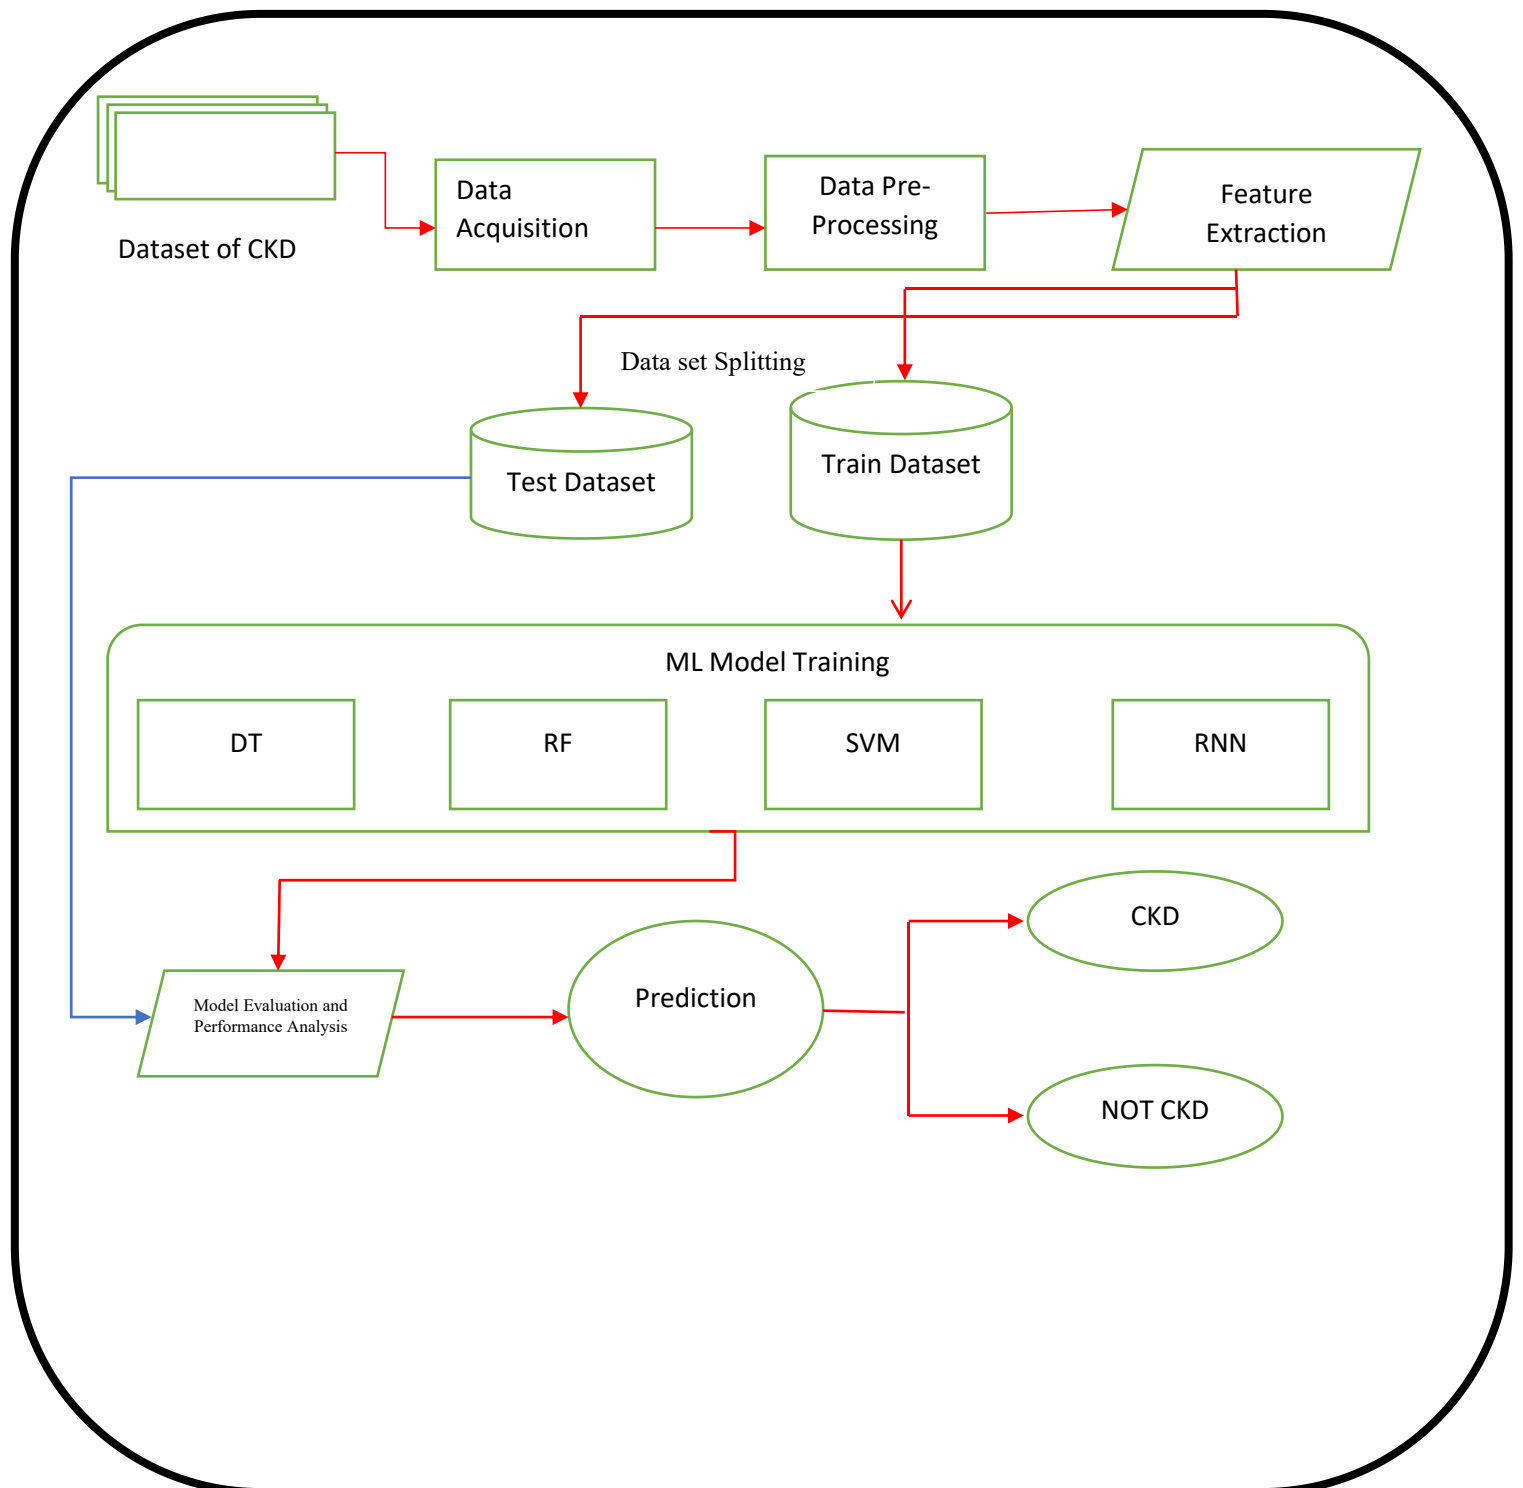 Dataset of CKD
Data
Acquisition
Data Pre-
Processing
Feature
Extraction
Data set Splitting
Test Dataset
Train Dataset
ML Model Training
DT
RF
SVM
RNN
Model Evaluation and
Performance Analysis
Prediction
CKD
NOT CKD